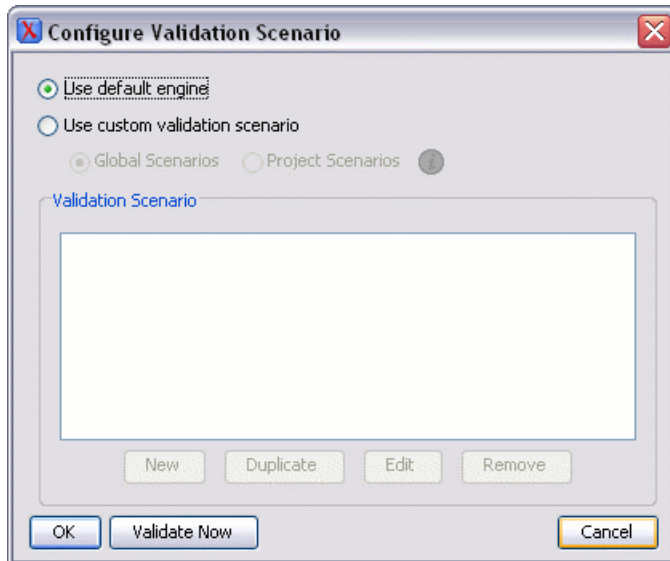 Configure Validation Scenario
Use default engine
Use custom validation scenario
Global Scenarios Project Scenarios i
Validation Scenario
New Duplicate Edit Remove
OK Validate Now Cancel